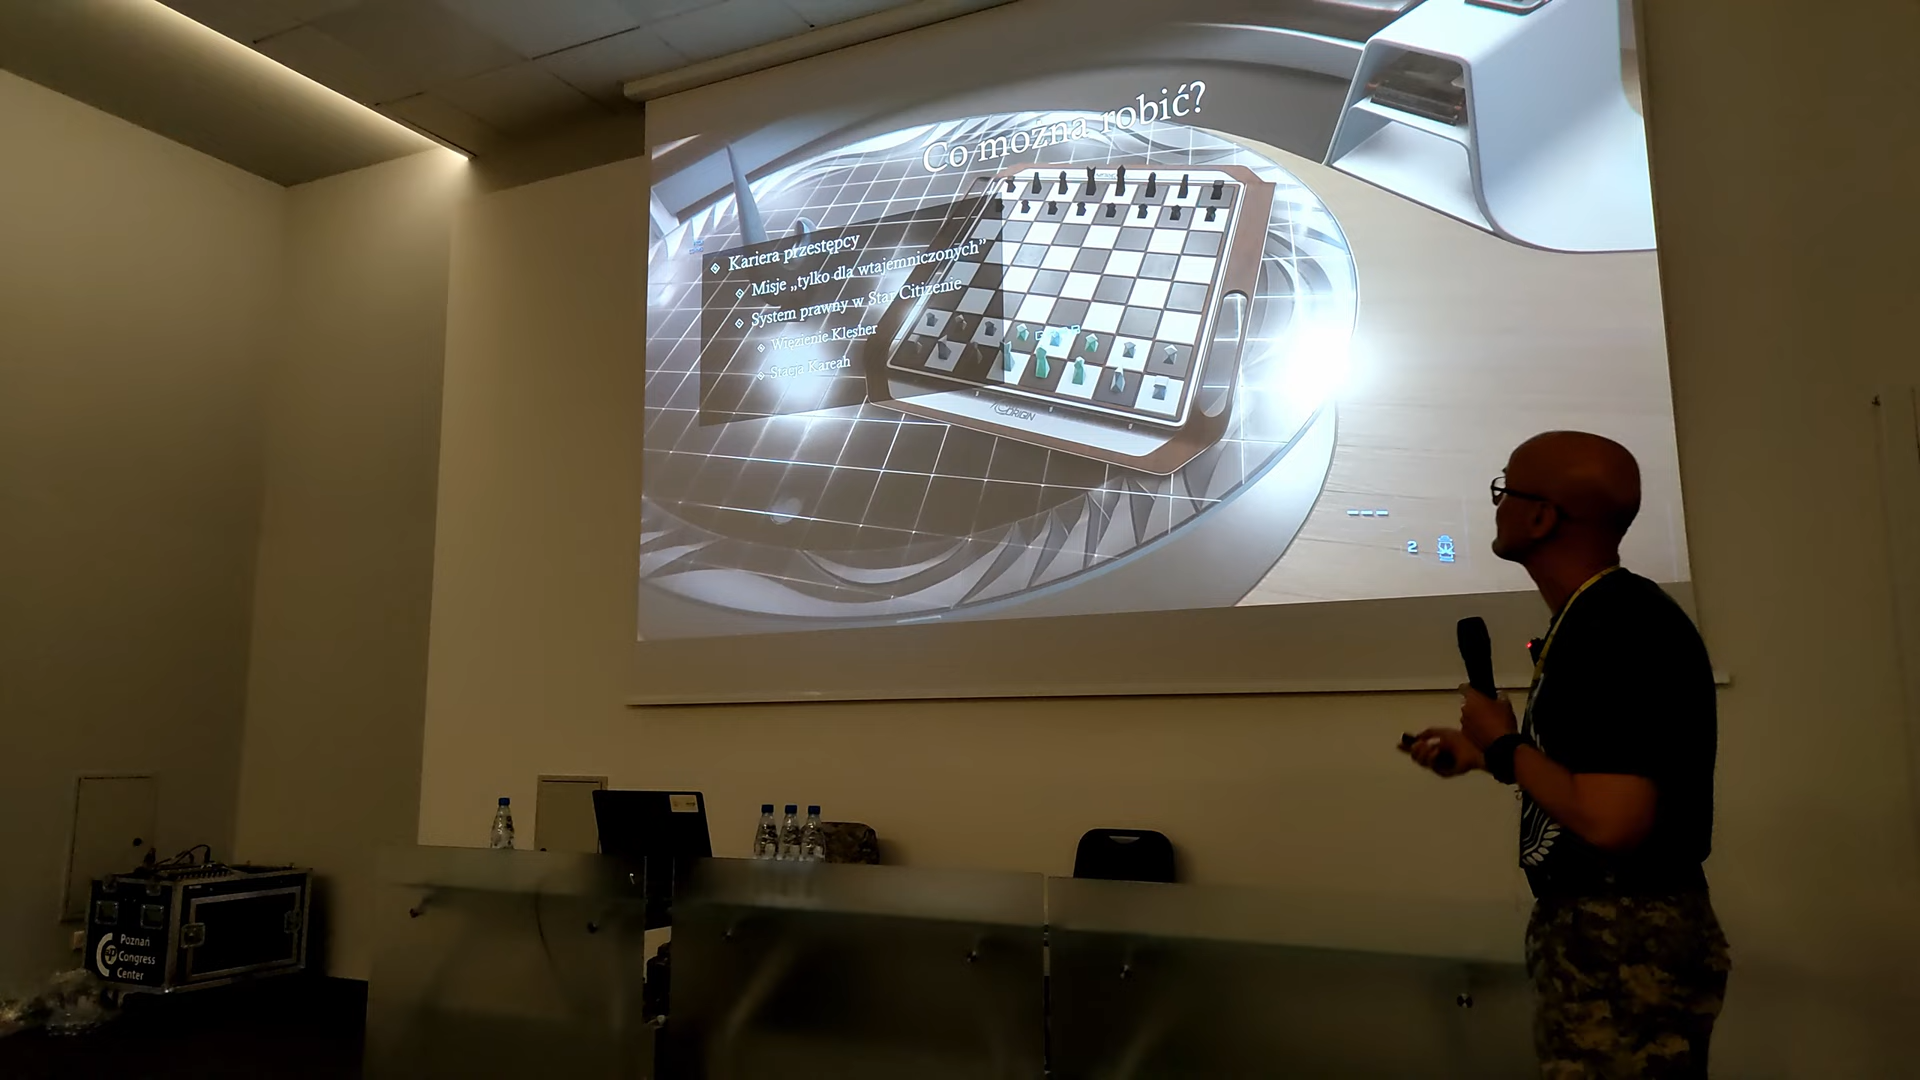 Co można robić?
Kariera przestępcy
Misje „tylko dla wtajemniczonych”
System prawny w Star Citizenie
Więzienie Klesher
Stacja Kareah
ORIGIN
2
Poznań
Congress
Center